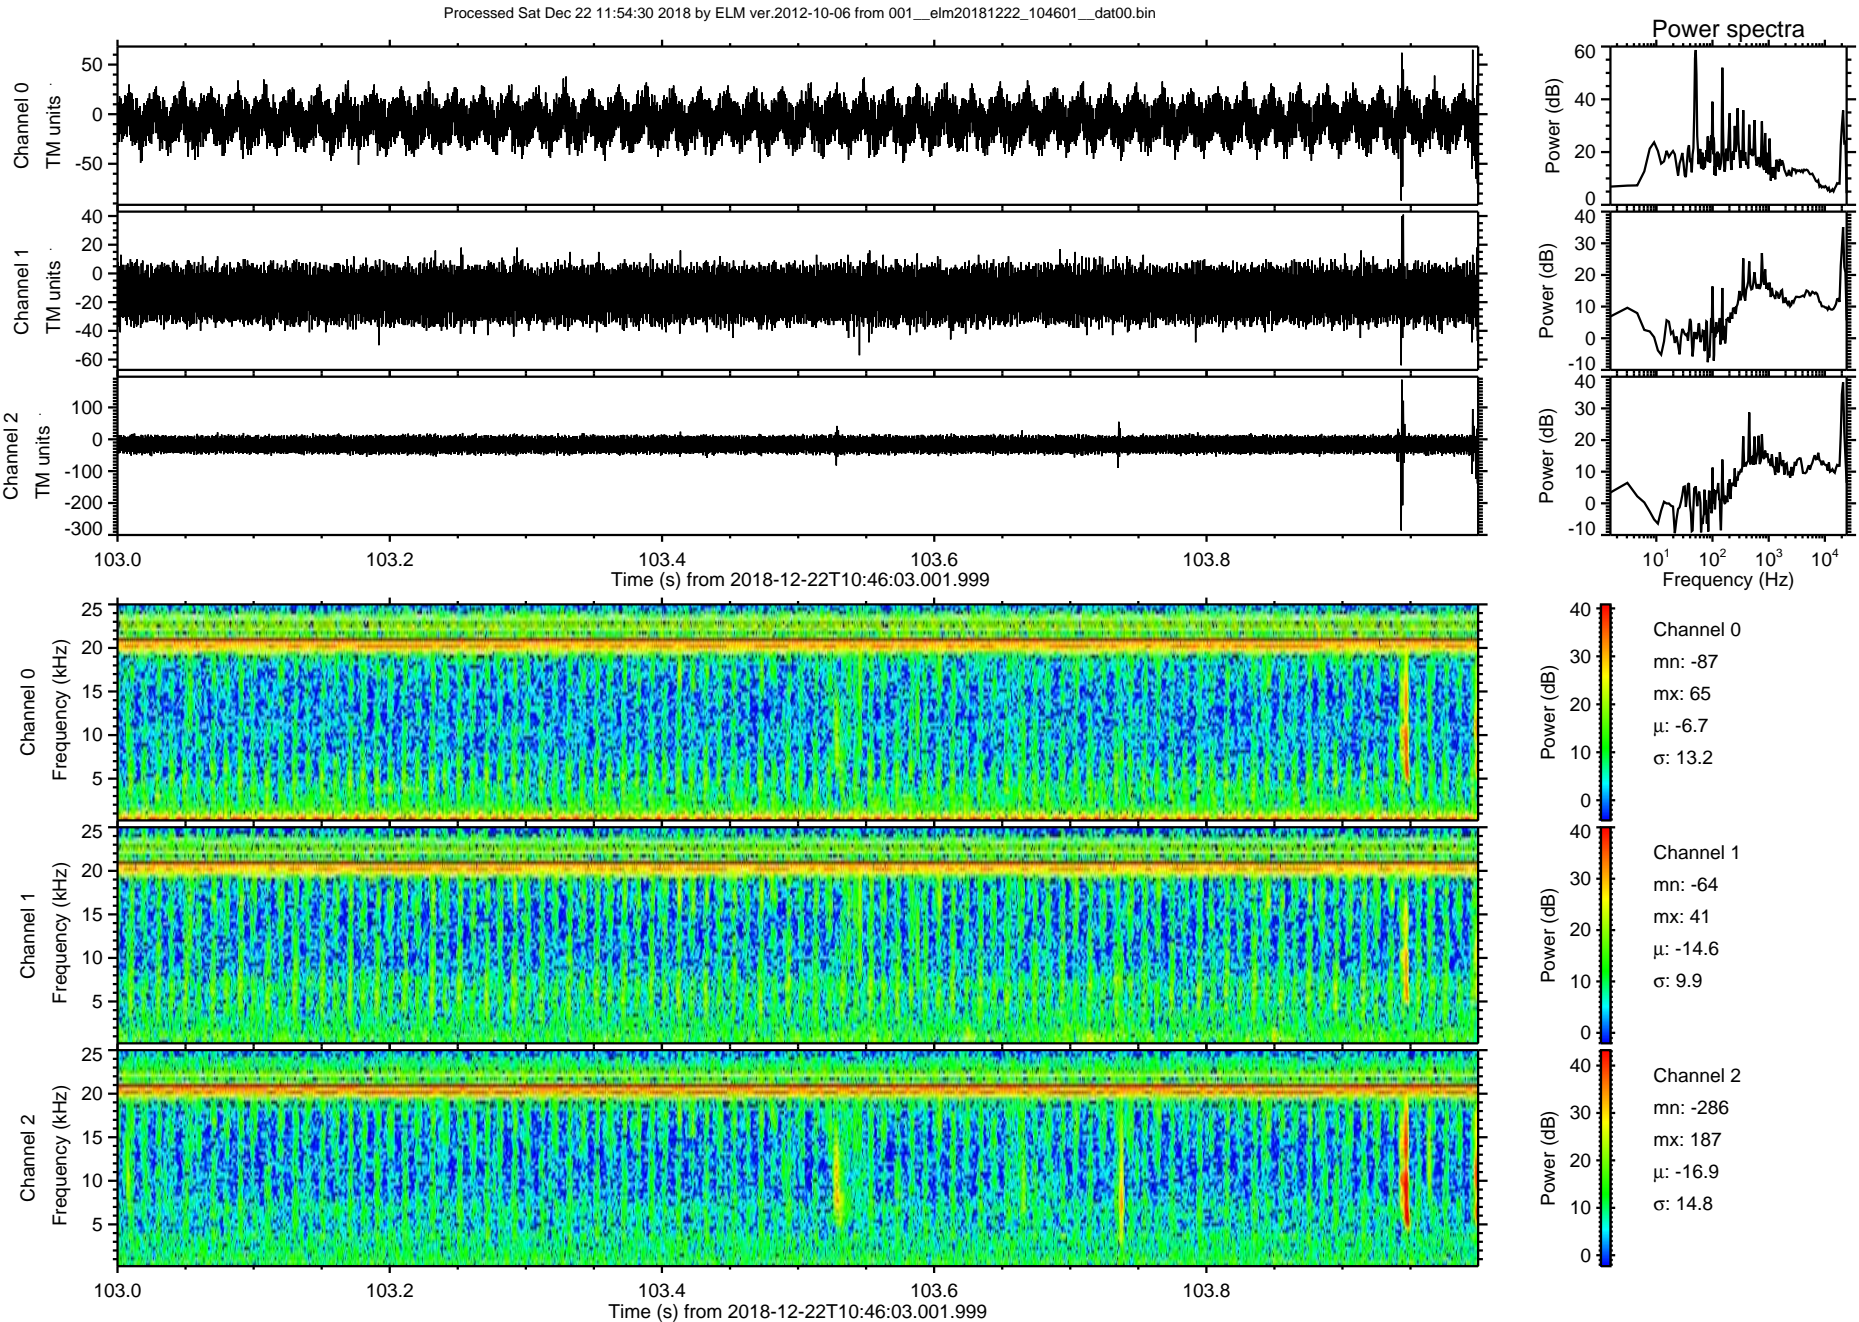 Processed Sat Dec 22 11:54:30 2018 by ELM ver.2012-10-06 from 001__elm20181222_104601__dat00.bin
Power spectra
Channel 0
TM units
50
0
-50
Power (dB)
60
40
20
0
Channel 1
TM units
40
20
0
-20
-40
-60
Power (dB)
40
30
20
10
0
-10
Channel 2
TM units
100
0
-100
-200
-300
Power (dB)
40
30
20
10
0
-10
103.0 103.2 103.4 103.6 103.8
Time (s) from 2018-12-22T10:46:03.001.999
10^1 10^2 10^3 10^4
Frequency (Hz)
Channel 0
Frequency (kHz)
25
20
15
10
5
Power (dB)
40
30
20
10
0
Channel 0
mn: -87
mx: 65
μ: -6.7
σ: 13.2
Channel 1
Frequency (kHz)
25
20
15
10
5
Power (dB)
40
30
20
10
0
Channel 1
mn: -64
mx: 41
μ: -14.6
σ: 9.9
Channel 2
Frequency (kHz)
25
20
15
10
5
Power (dB)
40
30
20
10
0
Channel 2
mn: -286
mx: 187
μ: -16.9
σ: 14.8
103.0 103.2 103.4 103.6 103.8
Time (s) from 2018-12-22T10:46:03.001.999